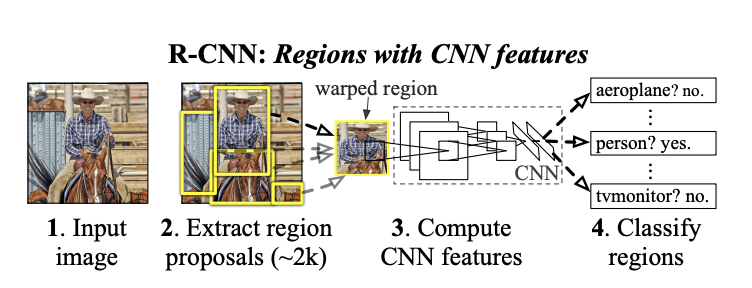 R-CNN: Regions with CNN features
warped region
aeroplane? no.
person? yes.
tvmonitor? no.
CNN
1. Input
image
2. Extract region
proposals (~2k)
3. Compute
CNN features
4. Classify
regions